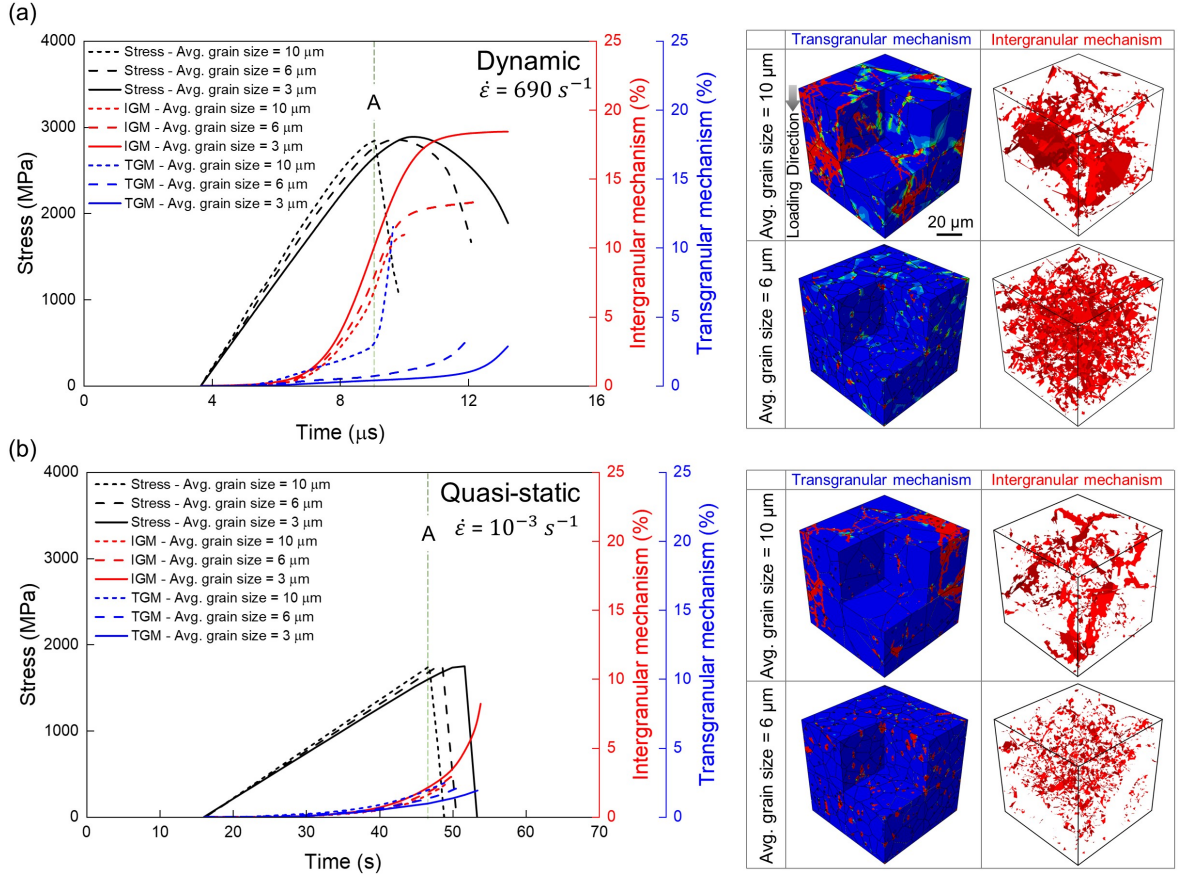 (a)
4000
3000
2000
1000
0
Stress (MPa)
Stress - Avg. grain size = 10 μm
Stress - Avg. grain size = 6 μm
Stress - Avg. grain size = 3 μm
IGM - Avg. grain size = 10 μm
IGM - Avg. grain size = 6 μm
IGM - Avg. grain size = 3 μm
TGM - Avg. grain size = 10 μm
TGM - Avg. grain size = 6 μm
TGM - Avg. grain size = 3 μm
Dynamic
ε̇ = 690 s⁻¹
A
0 4 8 12 16
Time (μs)
25
20
15
10
5
0
Intergranular mechanism (%)
25
20
15
10
5
0
Transgranular mechanism (%)
Transgranular mechanism Intergranular mechanism
Avg. grain size = 10 μm
Loading Direction
20 μm
Avg. grain size = 6 μm
(b)
4000
3000
2000
1000
0
Stress (MPa)
Stress - Avg. grain size = 10 μm
Stress - Avg. grain size = 6 μm
Stress - Avg. grain size = 3 μm
IGM - Avg. grain size = 10 μm
IGM - Avg. grain size = 6 μm
IGM - Avg. grain size = 3 μm
TGM - Avg. grain size = 10 μm
TGM - Avg. grain size = 6 μm
TGM - Avg. grain size = 3 μm
Quasi-static
ε̇ = 10⁻³ s⁻¹
A
0 10 20 30 40 50 60 70
Time (s)
25
20
15
10
5
0
Intergranular mechanism (%)
25
20
15
10
5
0
Transgranular mechanism (%)
Transgranular mechanism Intergranular mechanism
Avg. grain size = 10 μm
Avg. grain size = 6 μm